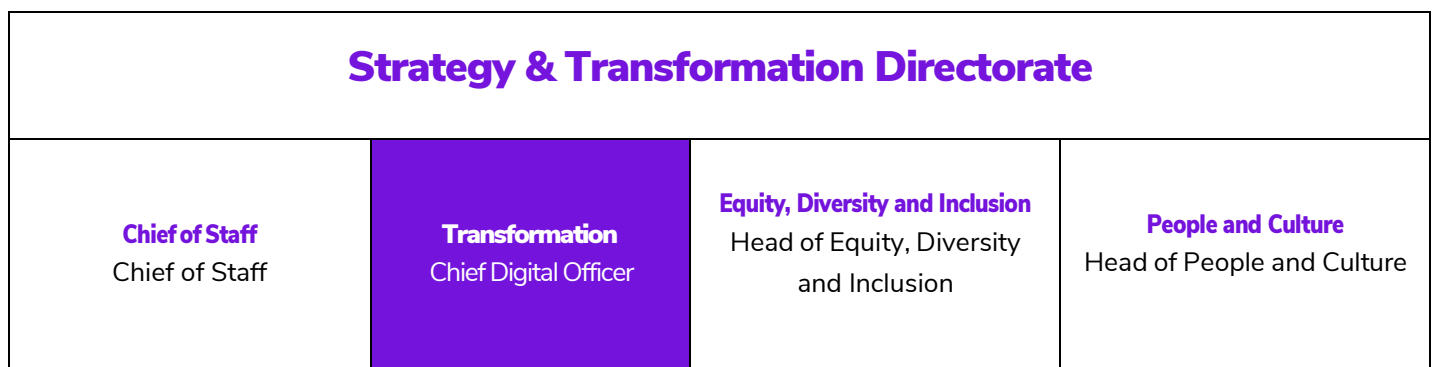 Strategy & Transformation Directorate
Chief of Staff
Chief of Staff
Transformation
Chief Digital Officer
Equity, Diversity and Inclusion
Head of Equity, Diversity
and Inclusion
People and Culture
Head of People and Culture